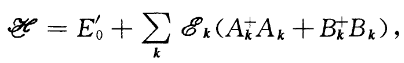 ℋ = E′₀ + ∑ₖ ℰₖ(Aₖ⁺Aₖ + Bₖ⁺Bₖ),